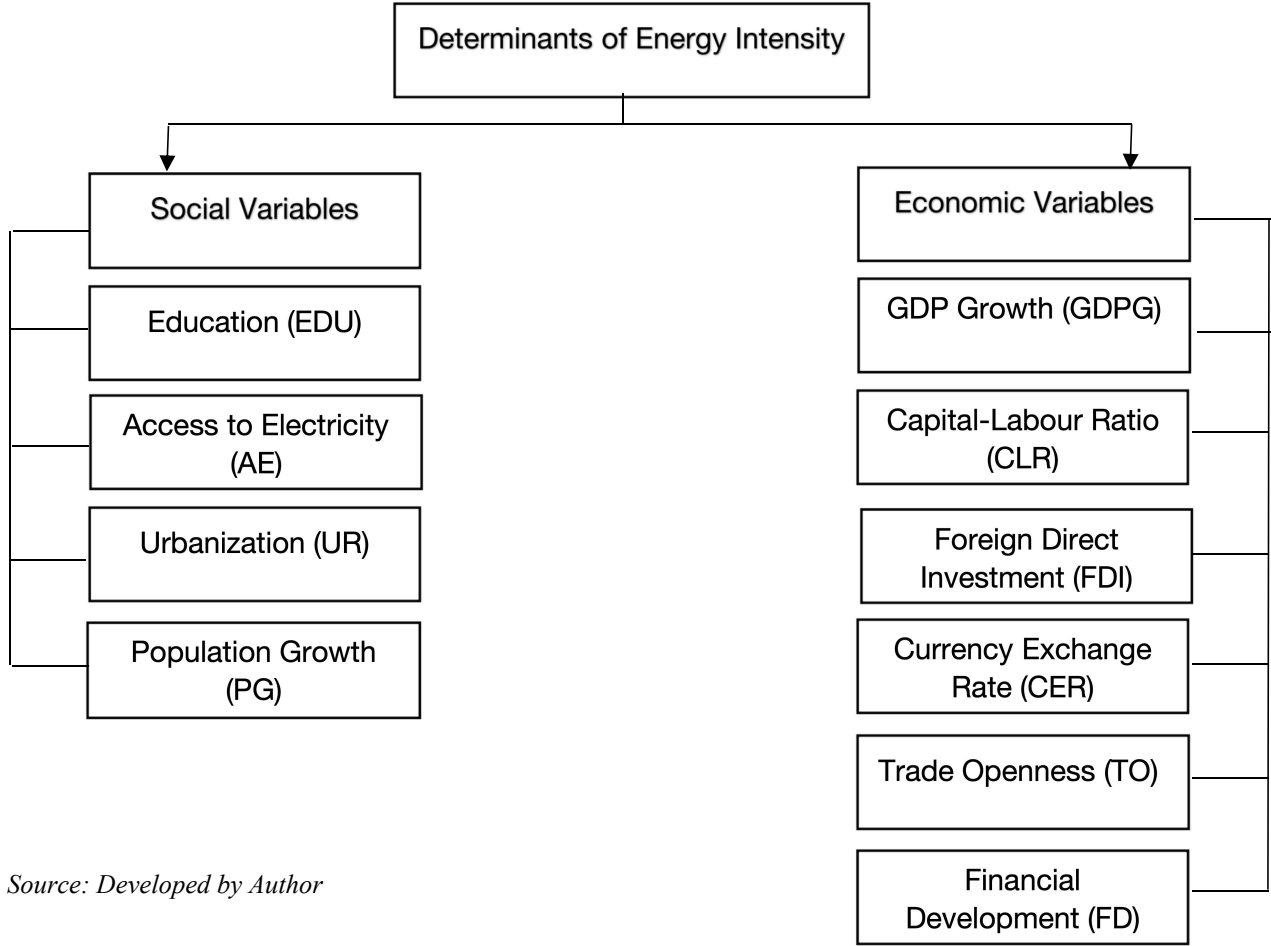 Determinants of Energy Intensity
Social Variables
Education (EDU)
Access to Electricity
(AE)
Urbanization (UR)
Population Growth
(PG)
Economic Variables
GDP Growth (GDPG)
Capital-Labour Ratio
(CLR)
Foreign Direct
Investment (FDI)
Currency Exchange
Rate (CER)
Trade Openness (TO)
Financial
Development (FD)
Source: Developed by Author